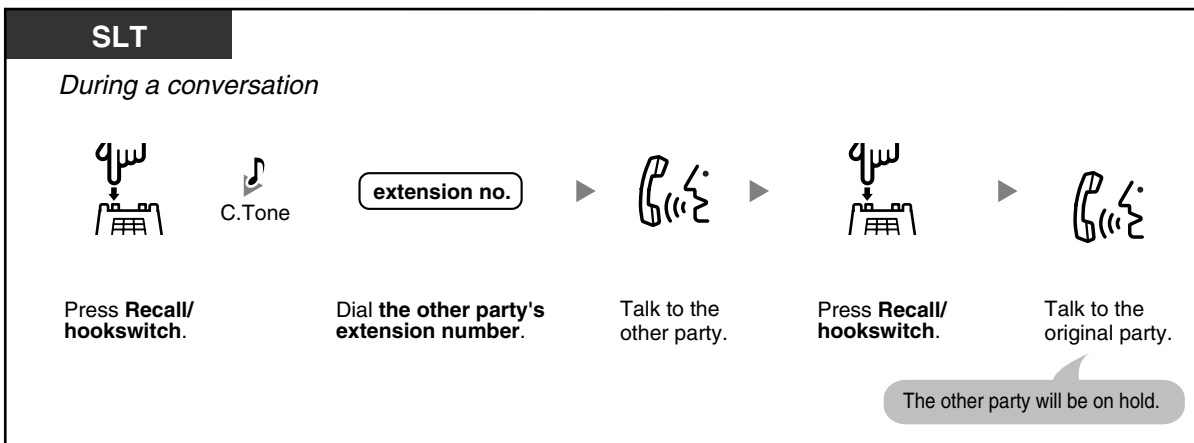 SLT
During a conversation
C.Tone
extension no.
Press Recall/
hookswitch.
Dial the other party's
extension number.
Talk to the
other party.
Press Recall/
hookswitch.
Talk to the
original party.
The other party will be on hold.